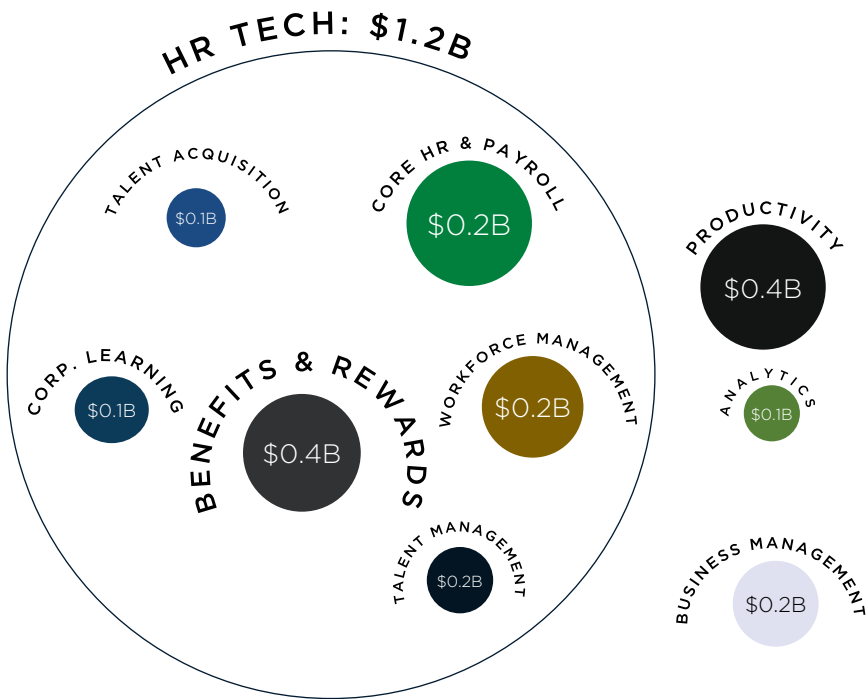 HR TECH: $1.2B
TALENT ACQUISITION
$0.1B
CORE HR & PAYROLL
$0.2B
PRODUCTIVITY
$0.4B
CORP. LEARNING
$0.1B
BENEFITS & REWARDS
$0.4B
WORKFORCE MANAGEMENT
$0.2B
ANALYTICS
$0.1B
TALENT MANAGEMENT
$0.2B
BUSINESS MANAGEMENT
$0.2B